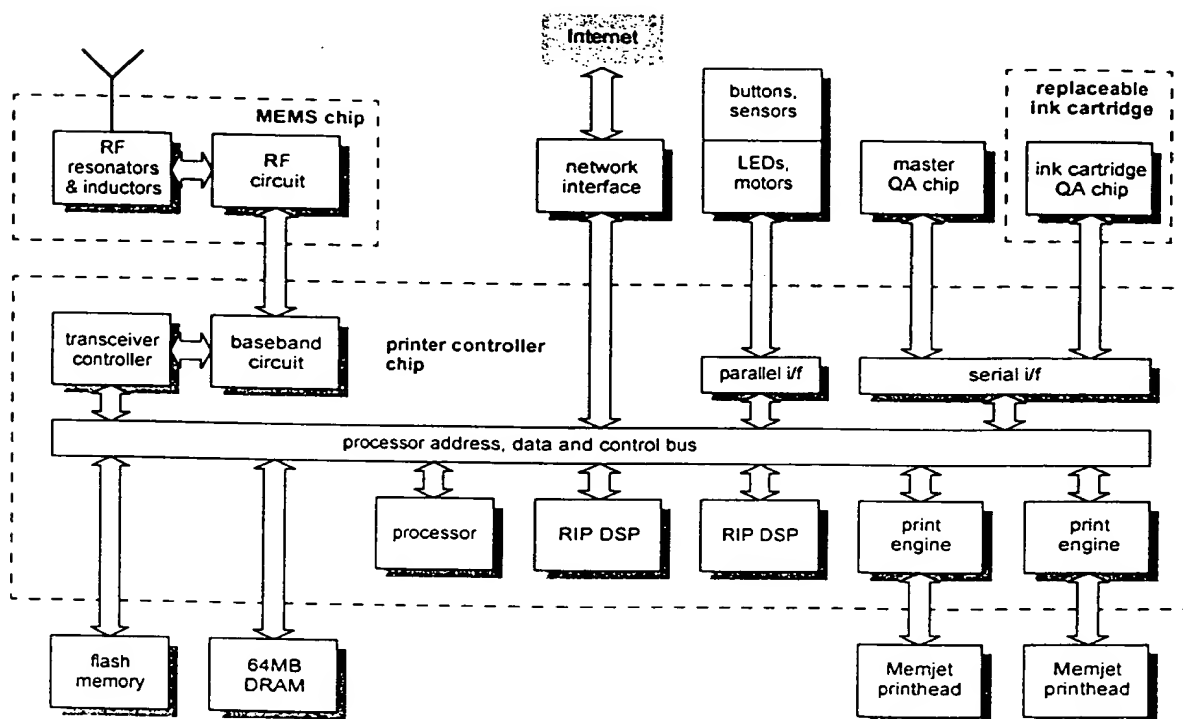 Internet
MEMS chip
RF
resonators
& inductors
RF
circuit
network
interface
buttons,
sensors
LEDs,
motors
master
QA chip
replaceable
ink cartridge
ink cartridge
QA chip
transceiver
controller
baseband
circuit
printer controller
chip
parallel i/f
serial i/f
processor address, data and control bus
processor
RIP DSP
RIP DSP
print
engine
print
engine
flash
memory
64MB
DRAM
Memjet
printhead
Memjet
printhead